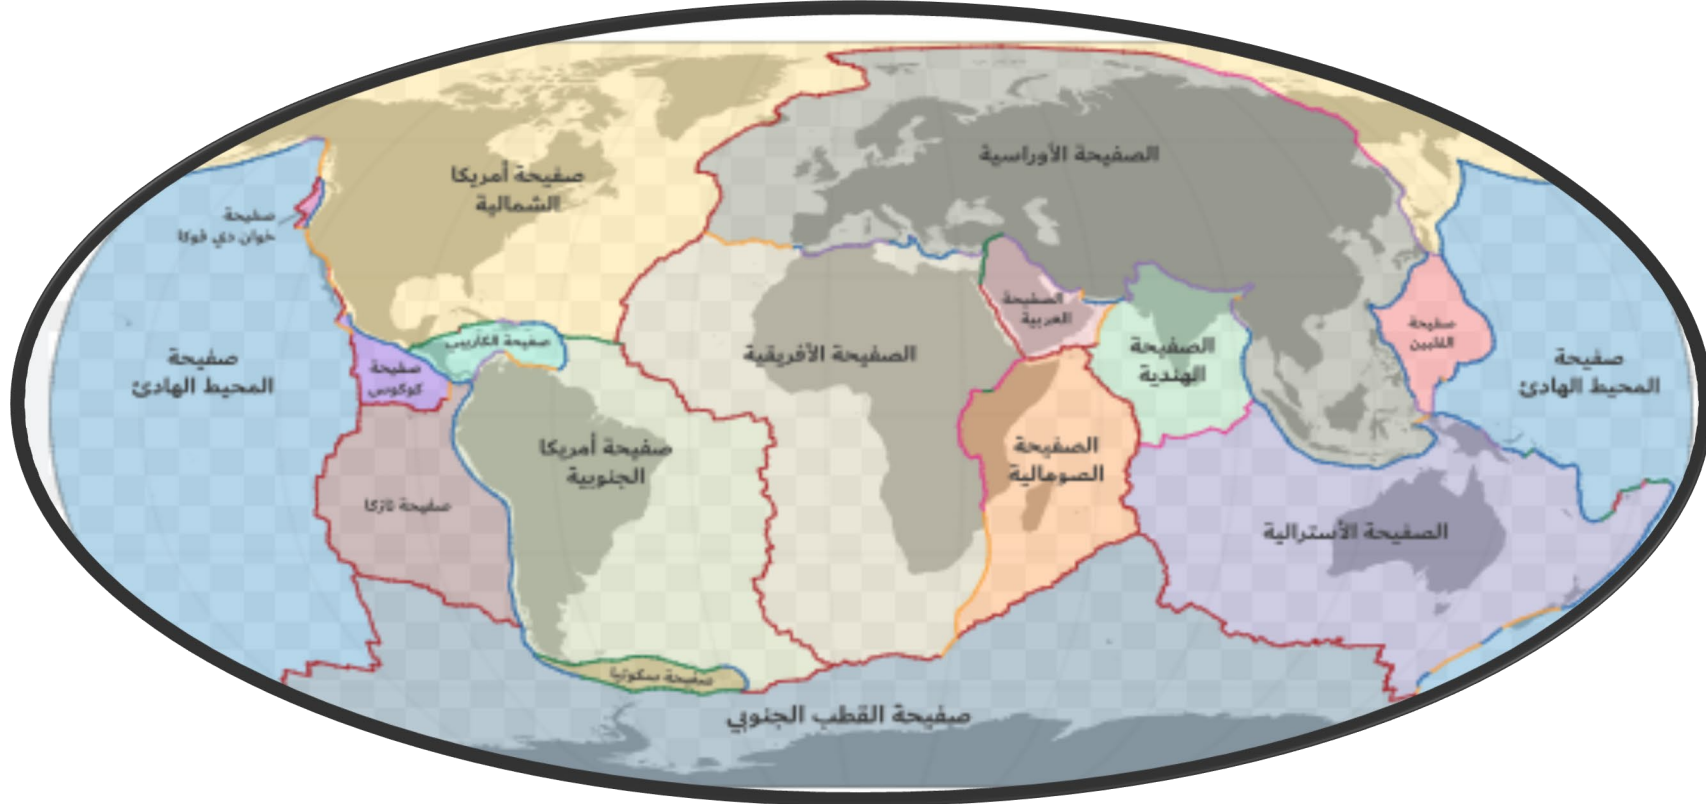 الصفيحة الأوراسية
صفيحة أمريكا
الشمالية
صفيحة
خوان دي فوكا
الصفيحة
العربية
صفيحة
الفلبين
صفيحة الكاريبي
الصفيحة الأفريقية
الصفيحة
الهندية
صفيحة
المحيط الهادئ
صفيحة
المحيط الهادئ
صفيحة
كوكوس
صفيحة أمريكا
الجنوبية
الصفيحة
الصومالية
صفيحة نازكا
الصفيحة الأسترالية
صفيحة سكوتيا
صفيحة القطب الجنوبي